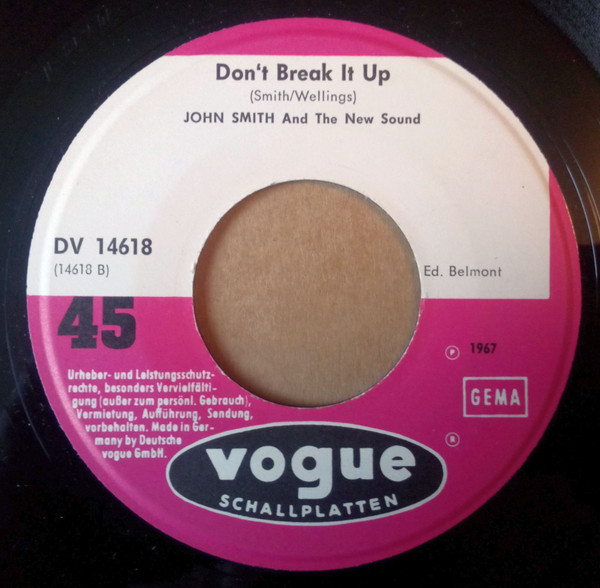 Don't Break It Up
(Smith/Wellings)
JOHN SMITH And The New Sound
DV 14618
(14618 B)
Ed. Belmont
45
℗ 1967
GEMA
Urheber- und Leistungsschutz-
rechte, besonders Vervielfälti-
gung (außer zum persönl. Gebrauch),
Vermietung, Aufführung, Sendung,
vorbehalten. Made in Ger-
many by Deutsche
vogue GmbH.
®
vogue
SCHALLPLATTEN